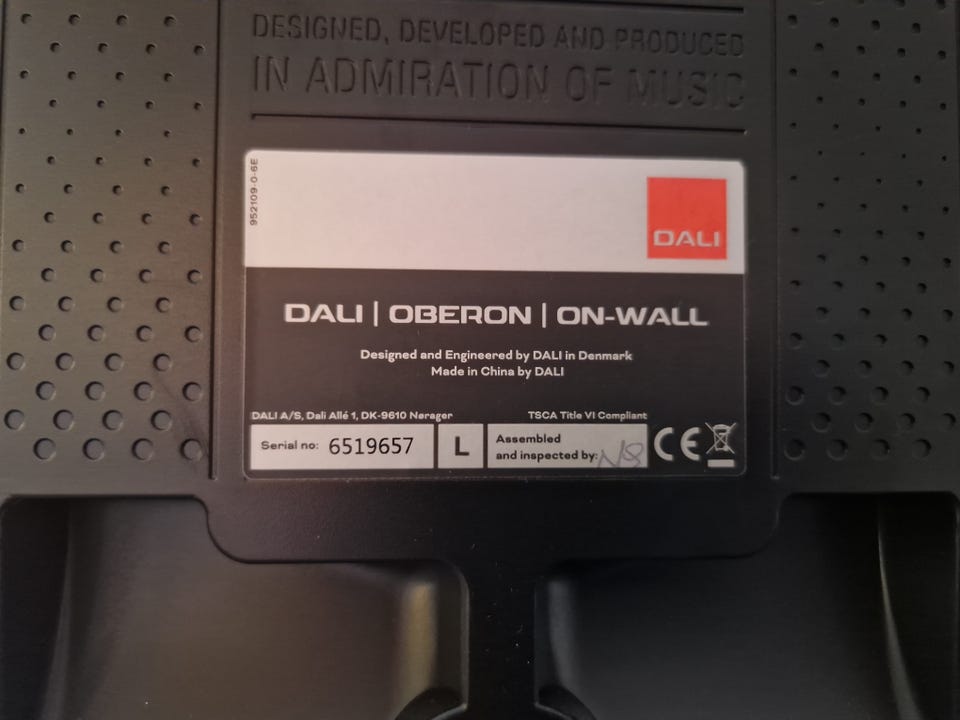 DESIGNED, DEVELOPED AND PRODUCED
IN ADMIRATION OF MUSIC
952109-0-6E
DALI
DALI | OBERON | ON-WALL
Designed and Engineered by DALI in Denmark
Made in China by DALI
DALI A/S, Dali Allé 1, DK-9610 Nørager
TSCA Title VI Compliant
Serial no: 6519657
L
Assembled
and inspected by:
CE